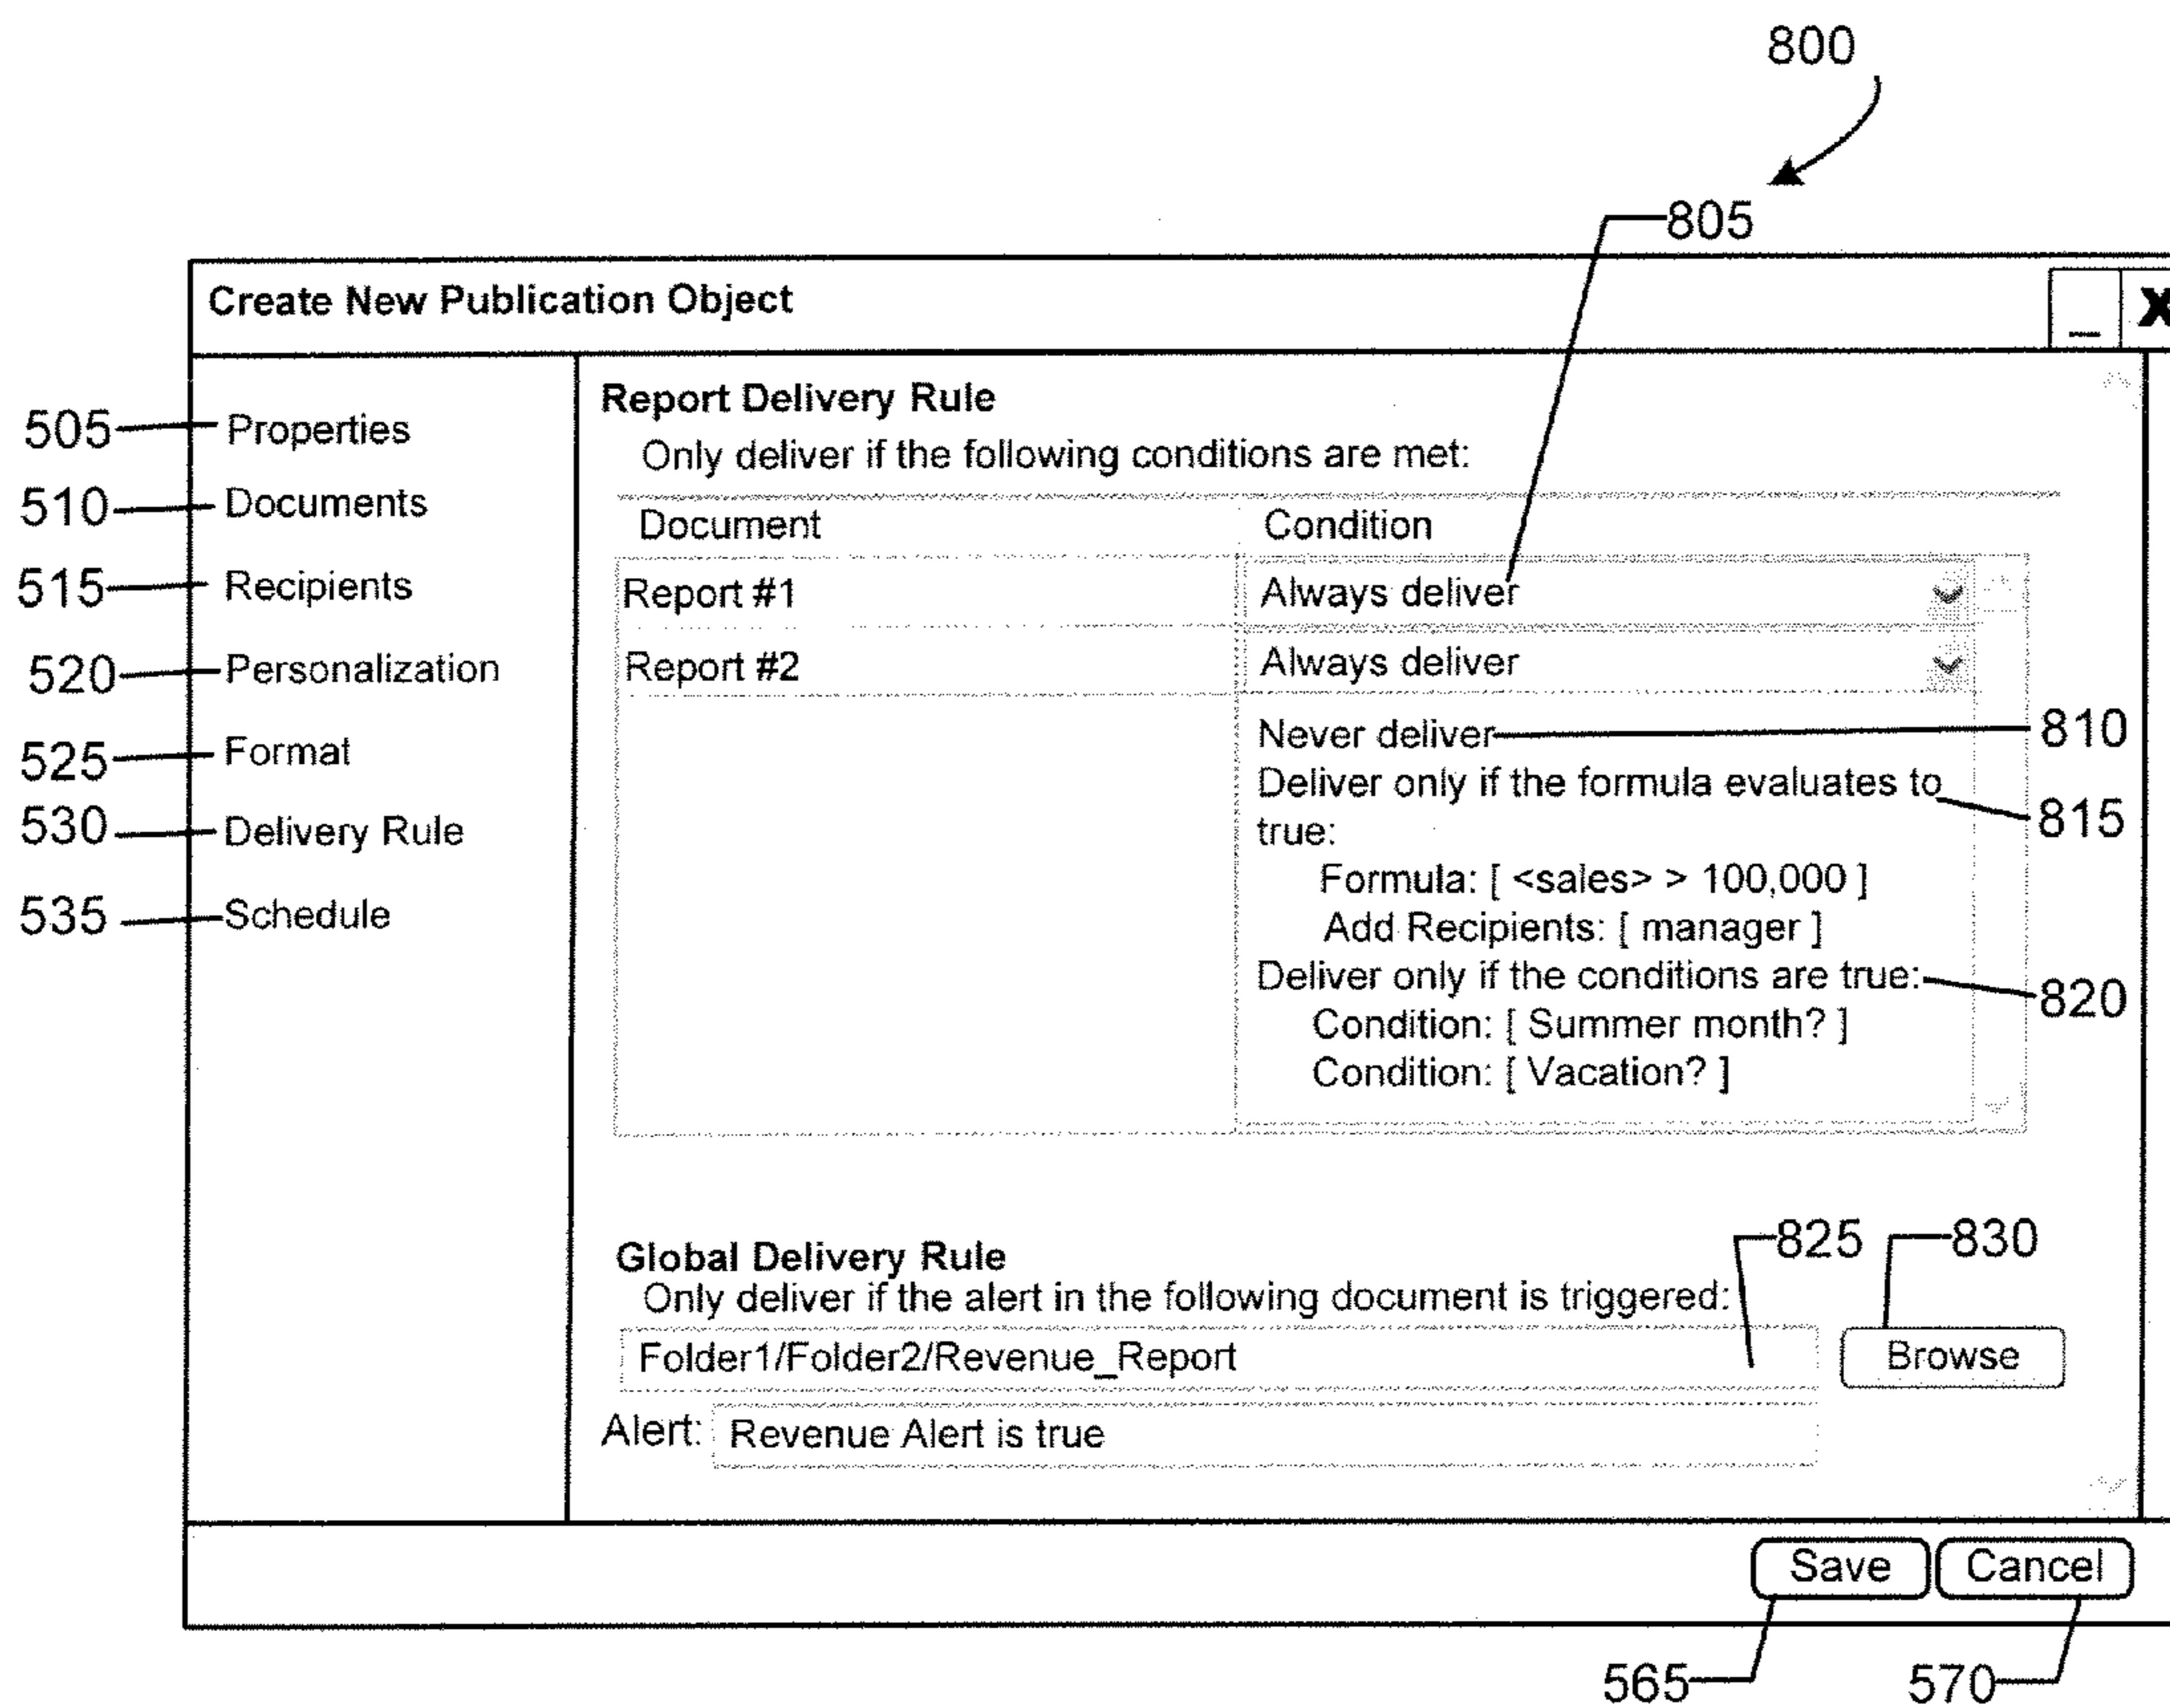 800
805
Create New Publication Object
_ X
505 Properties
510 Documents
515 Recipients
520 Personalization
525 Format
530 Delivery Rule
535 Schedule
Report Delivery Rule
Only deliver if the following conditions are met:
Document Condition
Report #1 Always deliver
Report #2 Always deliver
Never deliver 810
Deliver only if the formula evaluates to
true: 815
Formula: [ <sales> > 100,000 ]
Add Recipients: [ manager ]
Deliver only if the conditions are true: 820
Condition: [ Summer month? ]
Condition: [ Vacation? ]
825 830
Global Delivery Rule
Only deliver if the alert in the following document is triggered:
Folder1/Folder2/Revenue_Report Browse
Alert: Revenue Alert is true
Save Cancel
565 570